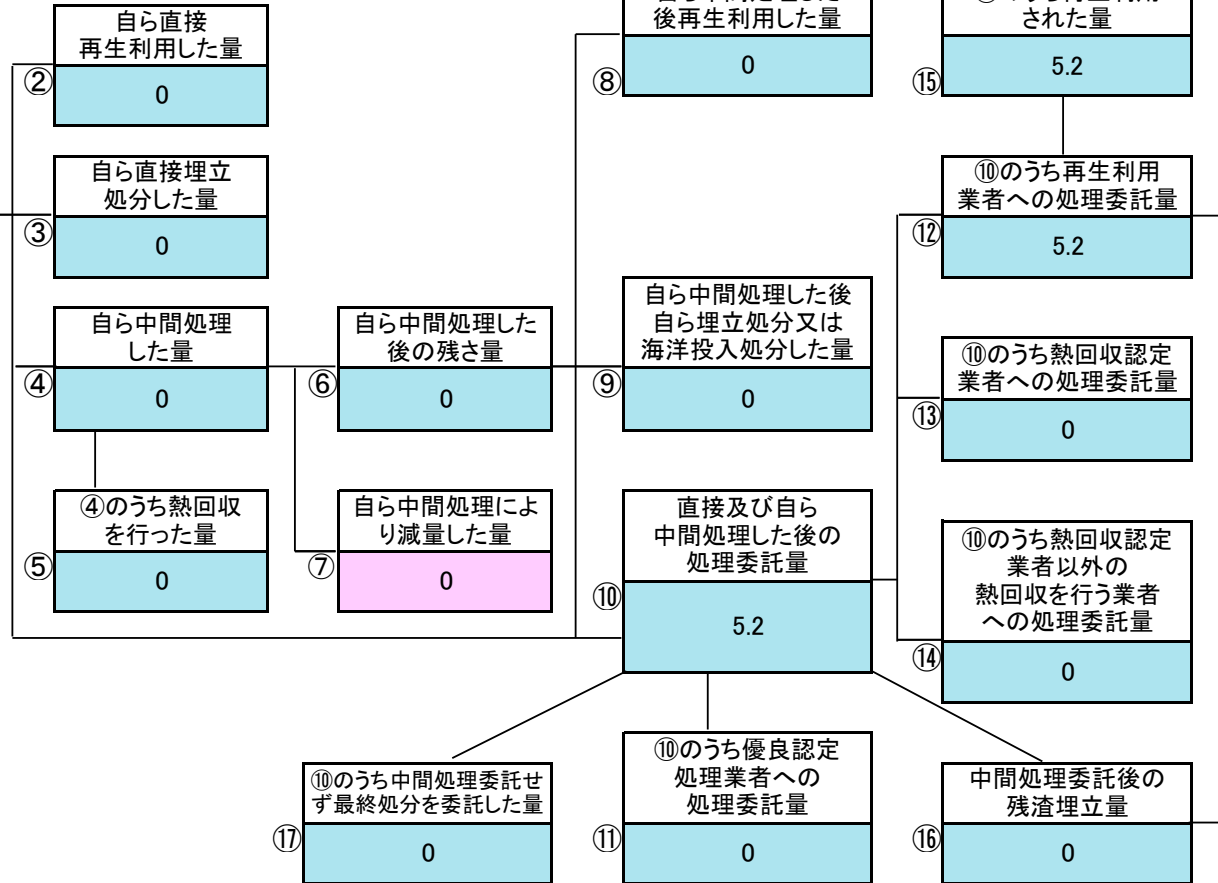 自ら直接
再生利用した量
②
0
自ら直接埋立
処分した量
③
0
自ら中間処理
した量
④
0
④のうち熱回収
を行った量
⑤
0
自ら中間処理した
後の残さ量
⑥
0
自ら中間処理によ
り減量した量
⑦
0
後再生利用した量
⑧
0
自ら中間処理した後
自ら埋立処分又は
海洋投入処分した量
⑨
0
直接及び自ら
中間処理した後の
処理委託量
⑩
5.2
された量
⑮
5.2
⑩のうち再生利用
業者への処理委託量
⑫
5.2
⑩のうち熱回収認定
業者への処理委託量
⑬
0
⑩のうち熱回収認定
業者以外の
熱回収を行う業者
への処理委託量
⑭
0
⑩のうち中間処理委託せ
ず最終処分を委託した量
⑰
0
⑩のうち優良認定
処理業者への
処理委託量
⑪
0
中間処理委託後の
残渣埋立量
⑯
0